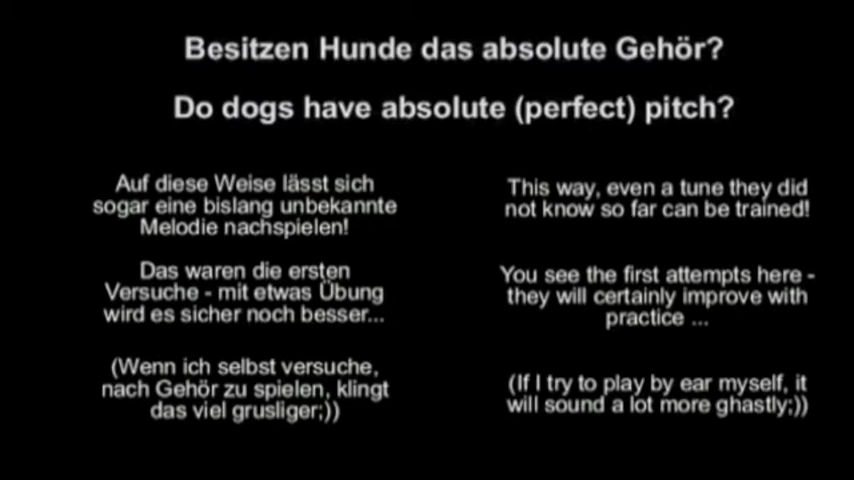 Besitzen Hunde das absolute Gehör?
Do dogs have absolute (perfect) pitch?
Auf diese Weise lässt sich
sogar eine bislang unbekannte
Melodie nachspielen!
Das waren die ersten
Versuche - mit etwas Übung
wird es sicher noch besser...
(Wenn ich selbst versuche,
nach Gehör zu spielen, klingt
das viel grusliger;))
This way, even a tune they did
not know so far can be trained!
You see the first attempts here -
they will certainly improve with
practice ...
(If I try to play by ear myself, it
will sound a lot more ghastly;))